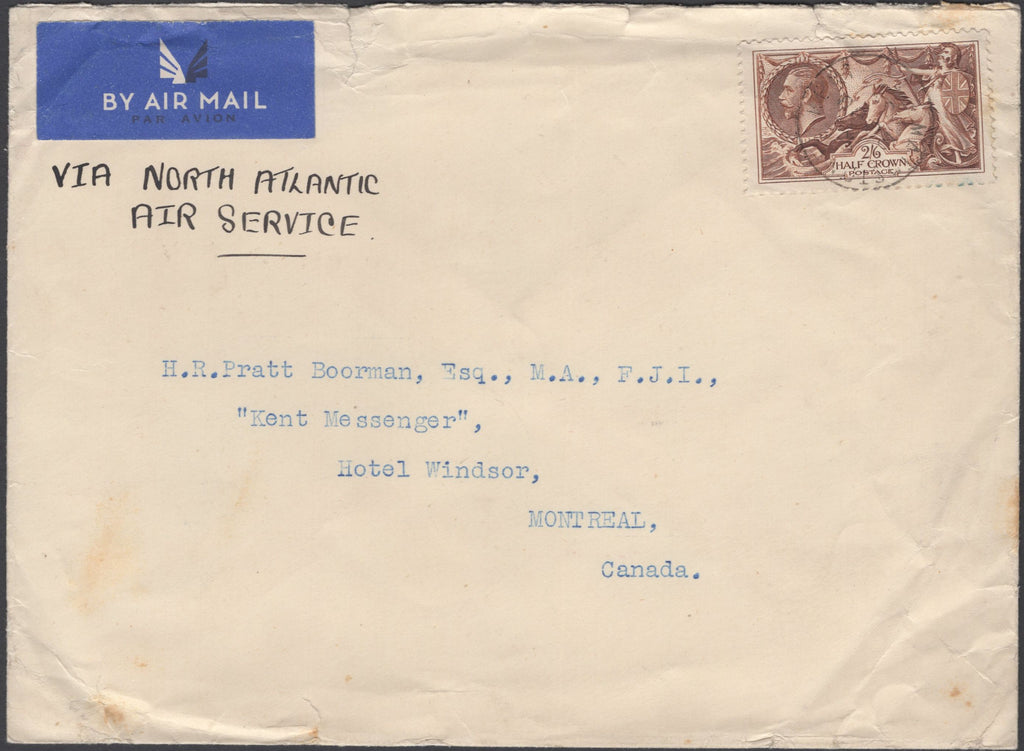 BY AIR MAIL
PAR AVION
VIA NORTH ATLANTIC
AIR SERVICE
2/6
HALF CROWN
POSTAGE
H.R.Pratt Boorman, Esq., M.A., F.J.I.,
"Kent Messenger",
Hotel Windsor,
MONTREAL,
Canada.